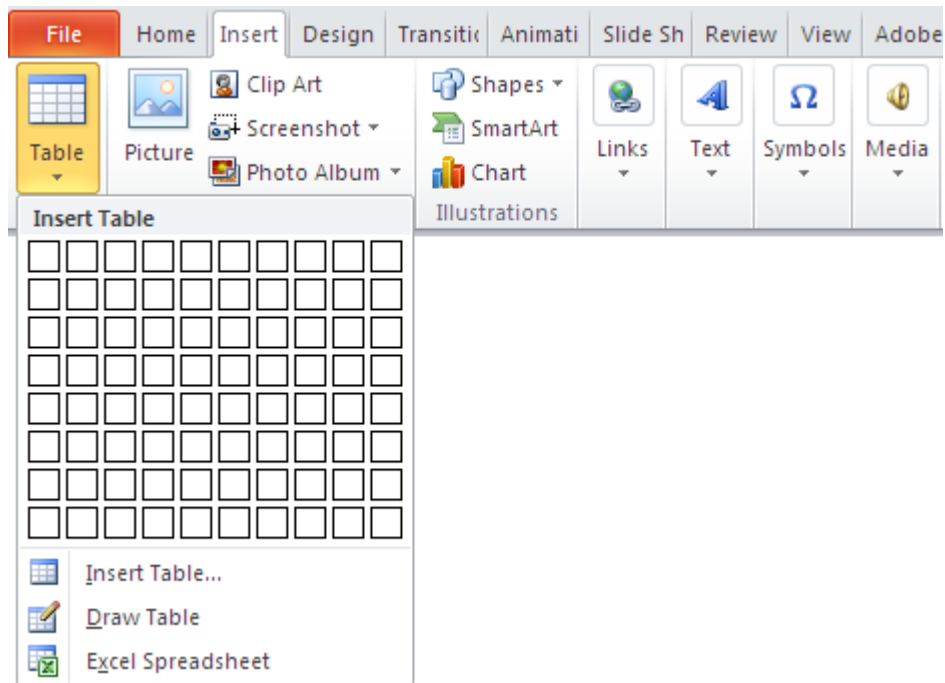 File Home Insert Design Transitic Animati Slide Sh Review View Adobe
Table
Picture
Clip Art
Screenshot
Photo Album
Shapes
SmartArt
Chart
Illustrations
Links
Text
Symbols
Media
Insert Table
Insert Table...
Draw Table
Excel Spreadsheet